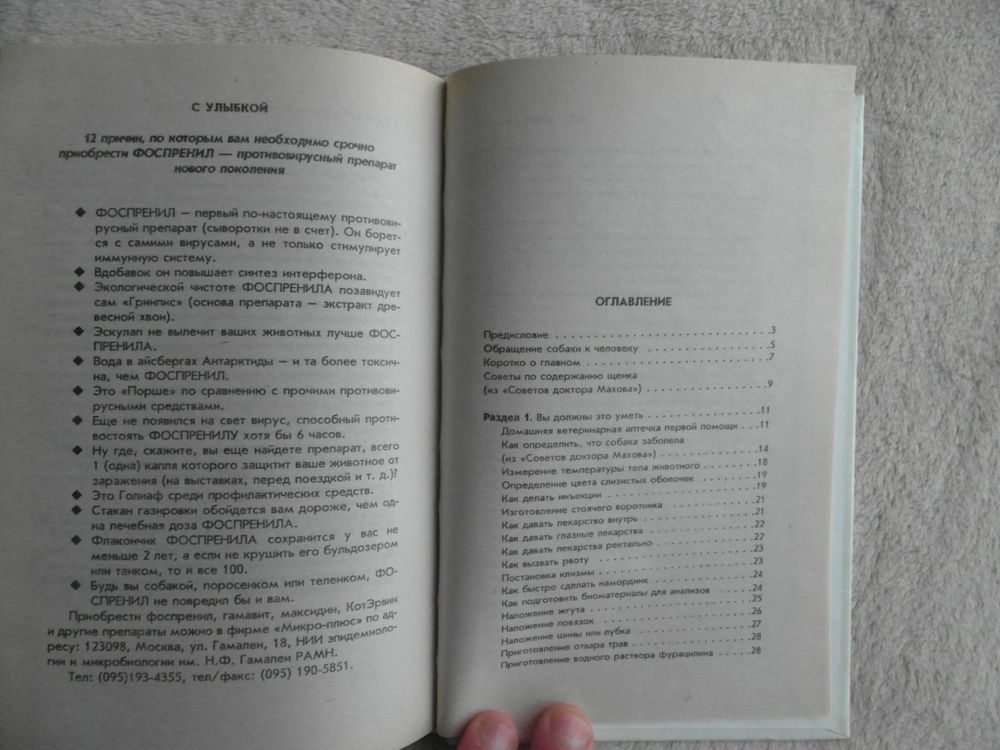 С УЛЫБКОЙ
12 причин, по которым вам необходимо срочно
приобрести ФОСПРЕНИЛ — противовирусный препарат
нового поколения
◆ ФОСПРЕНИЛ — первый по-настоящему противови-
русный препарат (сыворотки не в счет). Он борет-
ся с самими вирусами, а не только стимулирует
иммунную систему.
◆ Вдобавок он повышает синтез интерферона.
◆ Экологической чистоте ФОСПРЕНИЛА позавидует
сам «Гринпис» (основа препарата — экстракт дре-
весной хвои).
◆ Эскулап не вылечит ваших животных лучше ФОС-
ПРЕНИЛА.
◆ Вода в айсбергах Антарктиды — и та более токсич-
на, чем ФОСПРЕНИЛ.
◆ Это «Порше» по сравнению с прочими противови-
русными средствами.
◆ Еще не появился на свет вирус, способный проти-
востоять ФОСПРЕНИЛУ хотя бы 6 часов.
◆ Ну где, скажите, вы еще найдете препарат, всего
1 (одна) капля которого защитит ваше животное от
заражения (на выставках, перед поездкой и т. д.)?
◆ Это Голиаф среди профилактических средств.
◆ Стакан газировки обойдется вам дороже, чем од-
на лечебная доза ФОСПРЕНИЛА.
◆ Флакончик ФОСПРЕНИЛА сохранится у вас не
меньше 2 лет, а если не крушить его бульдозером
или танком, то и все 100.
◆ Будь вы собакой, поросенком или теленком, ФО-
СПРЕНИЛ не повредил бы и вам.
Приобрести фоспренил, гамавит, максидин, КотЭрвин
и другие препараты можно в фирме «Микро-плюс» по ад-
ресу: 123098, Москва, ул. Гамалеи, 18, НИИ эпидемиоло-
гии и микробиологии им. Н.Ф. Гамалеи РАМН.
Тел: (095)193-4355, тел/факс: (095) 190-5851.
ОГЛАВЛЕНИЕ
Предисловие . . . . . . . . . . . . . . . . . . . . . .3
Обращение собаки к человеку . . . . . . . . . . . . .5
Коротко о главном . . . . . . . . . . . . . . . . . . .7
Советы по содержанию щенка
(из «Советов доктора Махова») . . . . . . . . . . . .9
Раздел 1. Вы должны это уметь . . . . . . . . . . . .11
Домашняя ветеринарная аптечка первой помощи . . .11
Как определить, что собака заболела
(из «Советов доктора Махова») . . . . . . . . . . .14
Измерение температуры тела животного . . . . . . .18
Определение цвета слизистых оболочек . . . . . . .19
Как делать инъекции . . . . . . . . . . . . . . . .19
Изготовление стоячего воротника . . . . . . . . . .21
Как давать лекарство внутрь . . . . . . . . . . . .21
Как давать глазные лекарства . . . . . . . . . . . .22
Как давать лекарства ректально . . . . . . . . . . .22
Как вызвать рвоту . . . . . . . . . . . . . . . . .23
Постановка клизмы . . . . . . . . . . . . . . . . .23
Как быстро сделать намордник . . . . . . . . . . . .24
Как подготовить биоматериалы для анализов . . . . .24
Наложение жгута . . . . . . . . . . . . . . . . . .25
Наложение повязок . . . . . . . . . . . . . . . . .26
Наложение шины или лубка . . . . . . . . . . . . . .27
Приготовление отвара трав . . . . . . . . . . . . .28
Приготовление водного раствора фурацилина . . . . .28